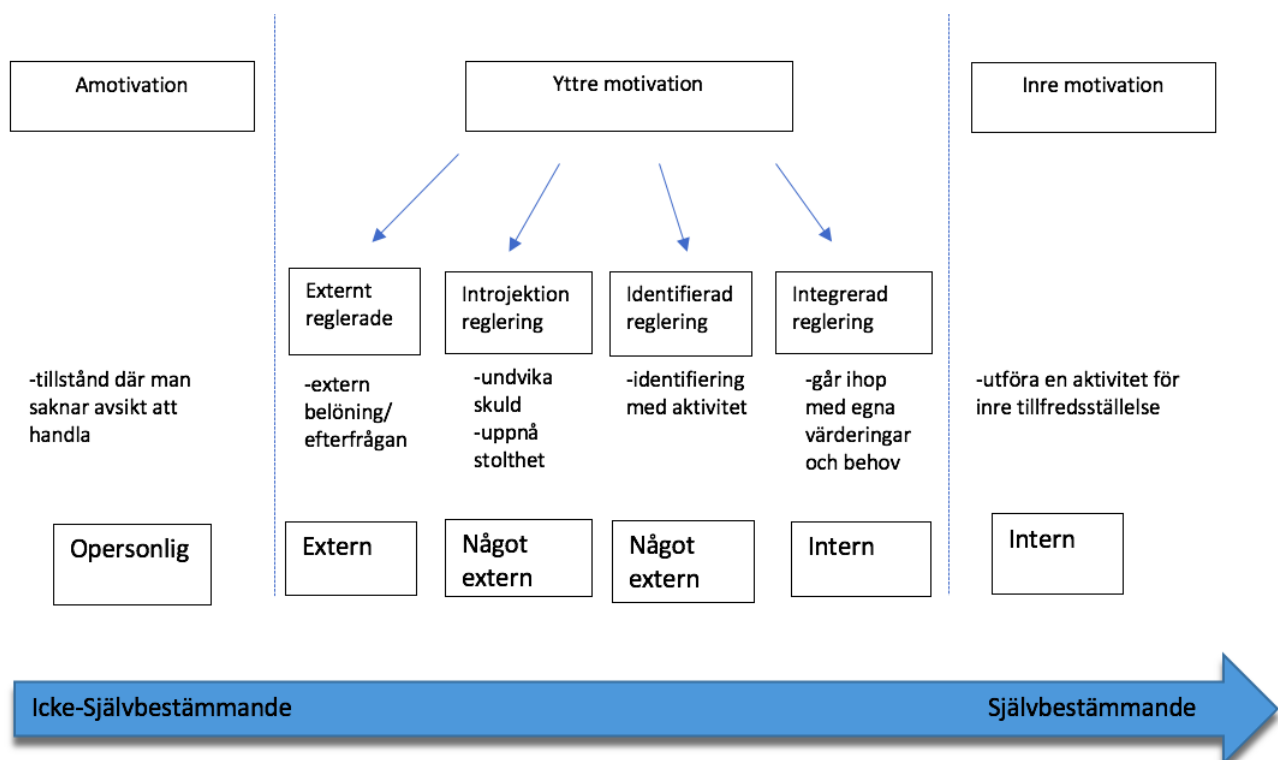 Amotivation
Yttre motivation
Inre motivation
Externt
reglerade
Introjektion
reglering
Identifierad
reglering
Integrerad
reglering
-tillstånd där man
saknar avsikt att
handla
-extern
belöning/
efterfrågan
-undvika
skuld
-uppnå
stolthet
-identifiering
med aktivitet
-går ihop
med egna
värderingar
och behov
-utföra en aktivitet för
inre tillfredsställelse
Opersonlig
Extern
Något
extern
Något
extern
Intern
Intern
Icke-Självbestämmande
Självbestämmande